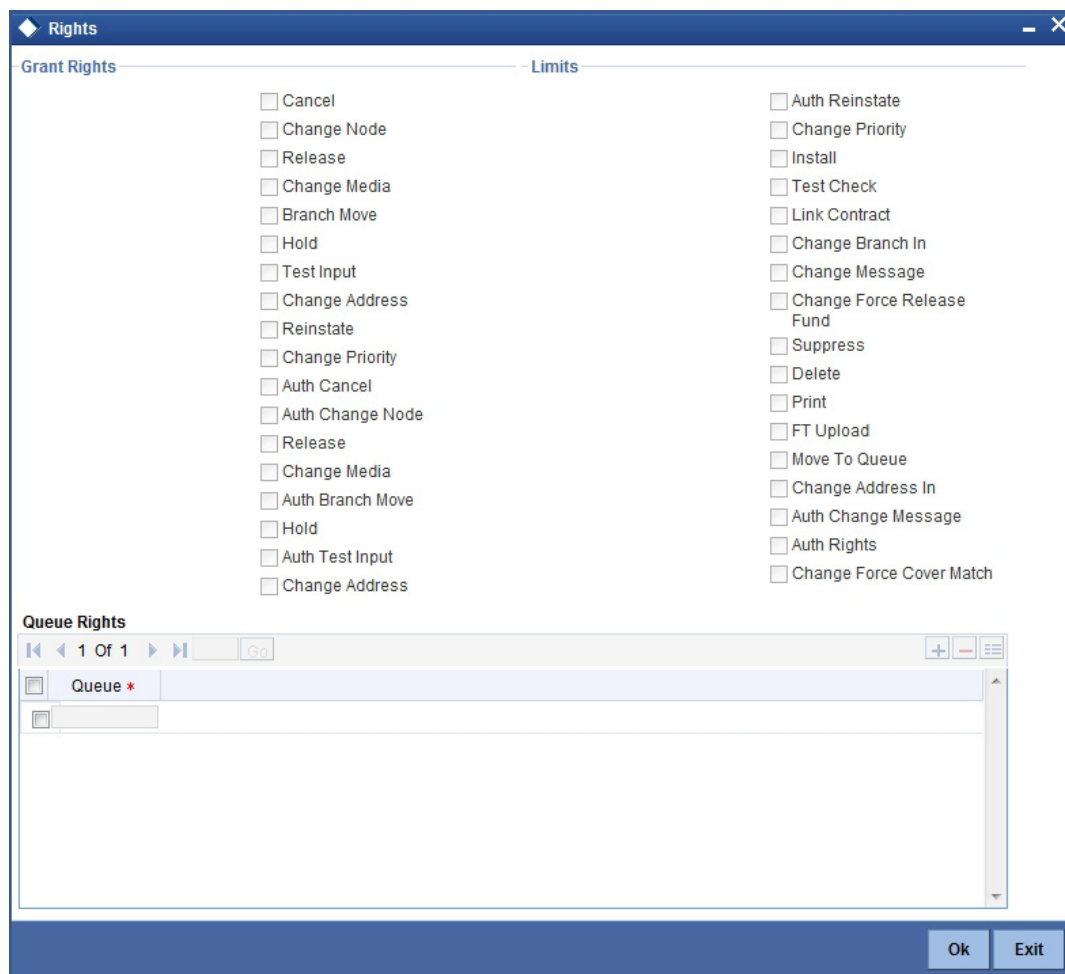 Rights
Grant Rights
Cancel
Change Node
Release
Change Media
Branch Move
Hold
Test Input
Change Address
Reinstate
Change Priority
Auth Cancel
Auth Change Node
Release
Change Media
Auth Branch Move
Hold
Auth Test Input
Change Address
Limits
Auth Reinstate
Change Priority
Install
Test Check
Link Contract
Change Branch In
Change Message
Change Force Release
Fund
Suppress
Delete
Print
FT Upload
Move To Queue
Change Address In
Auth Change Message
Auth Rights
Change Force Cover Match
Queue Rights
1 Of 1 Go
Queue *
Ok Exit